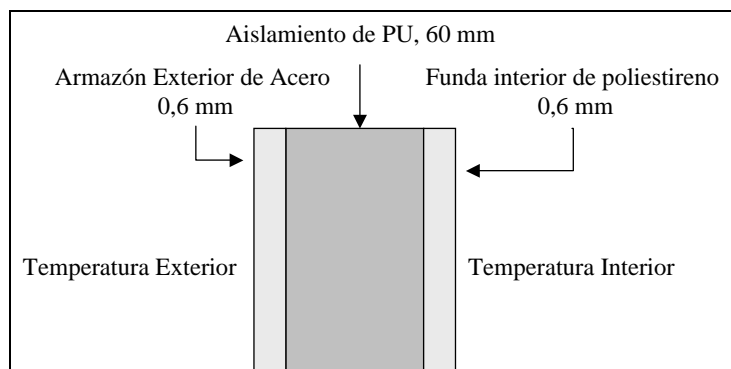 Aislamiento de PU, 60 mm
Armazón Exterior de Acero
0,6 mm
Funda interior de poliestireno
0,6 mm
Temperatura Exterior
Temperatura Interior